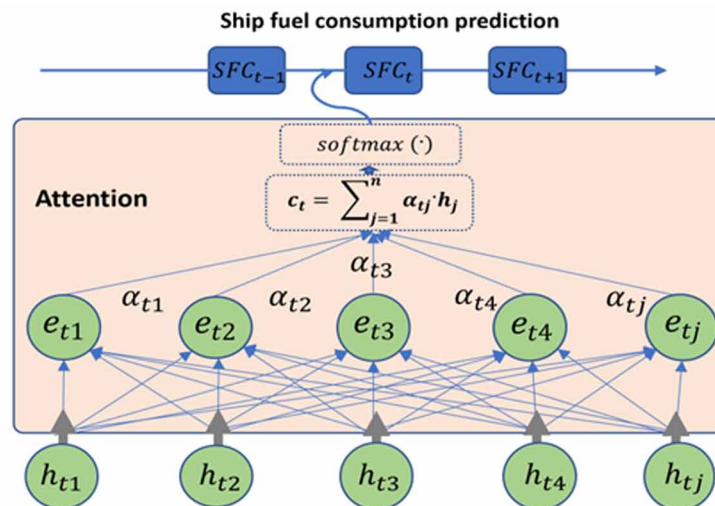 Ship fuel consumption prediction
SFC_{t-1} SFC_t SFC_{t+1}
softmax (·)
Attention
c_t = ∑_{j=1}^{n} α_{tj}·h_j
α_{t1} α_{t2} α_{t3} α_{t4} α_{tj}
e_{t1} e_{t2} e_{t3} e_{t4} e_{tj}
h_{t1} h_{t2} h_{t3} h_{t4} h_{tj}